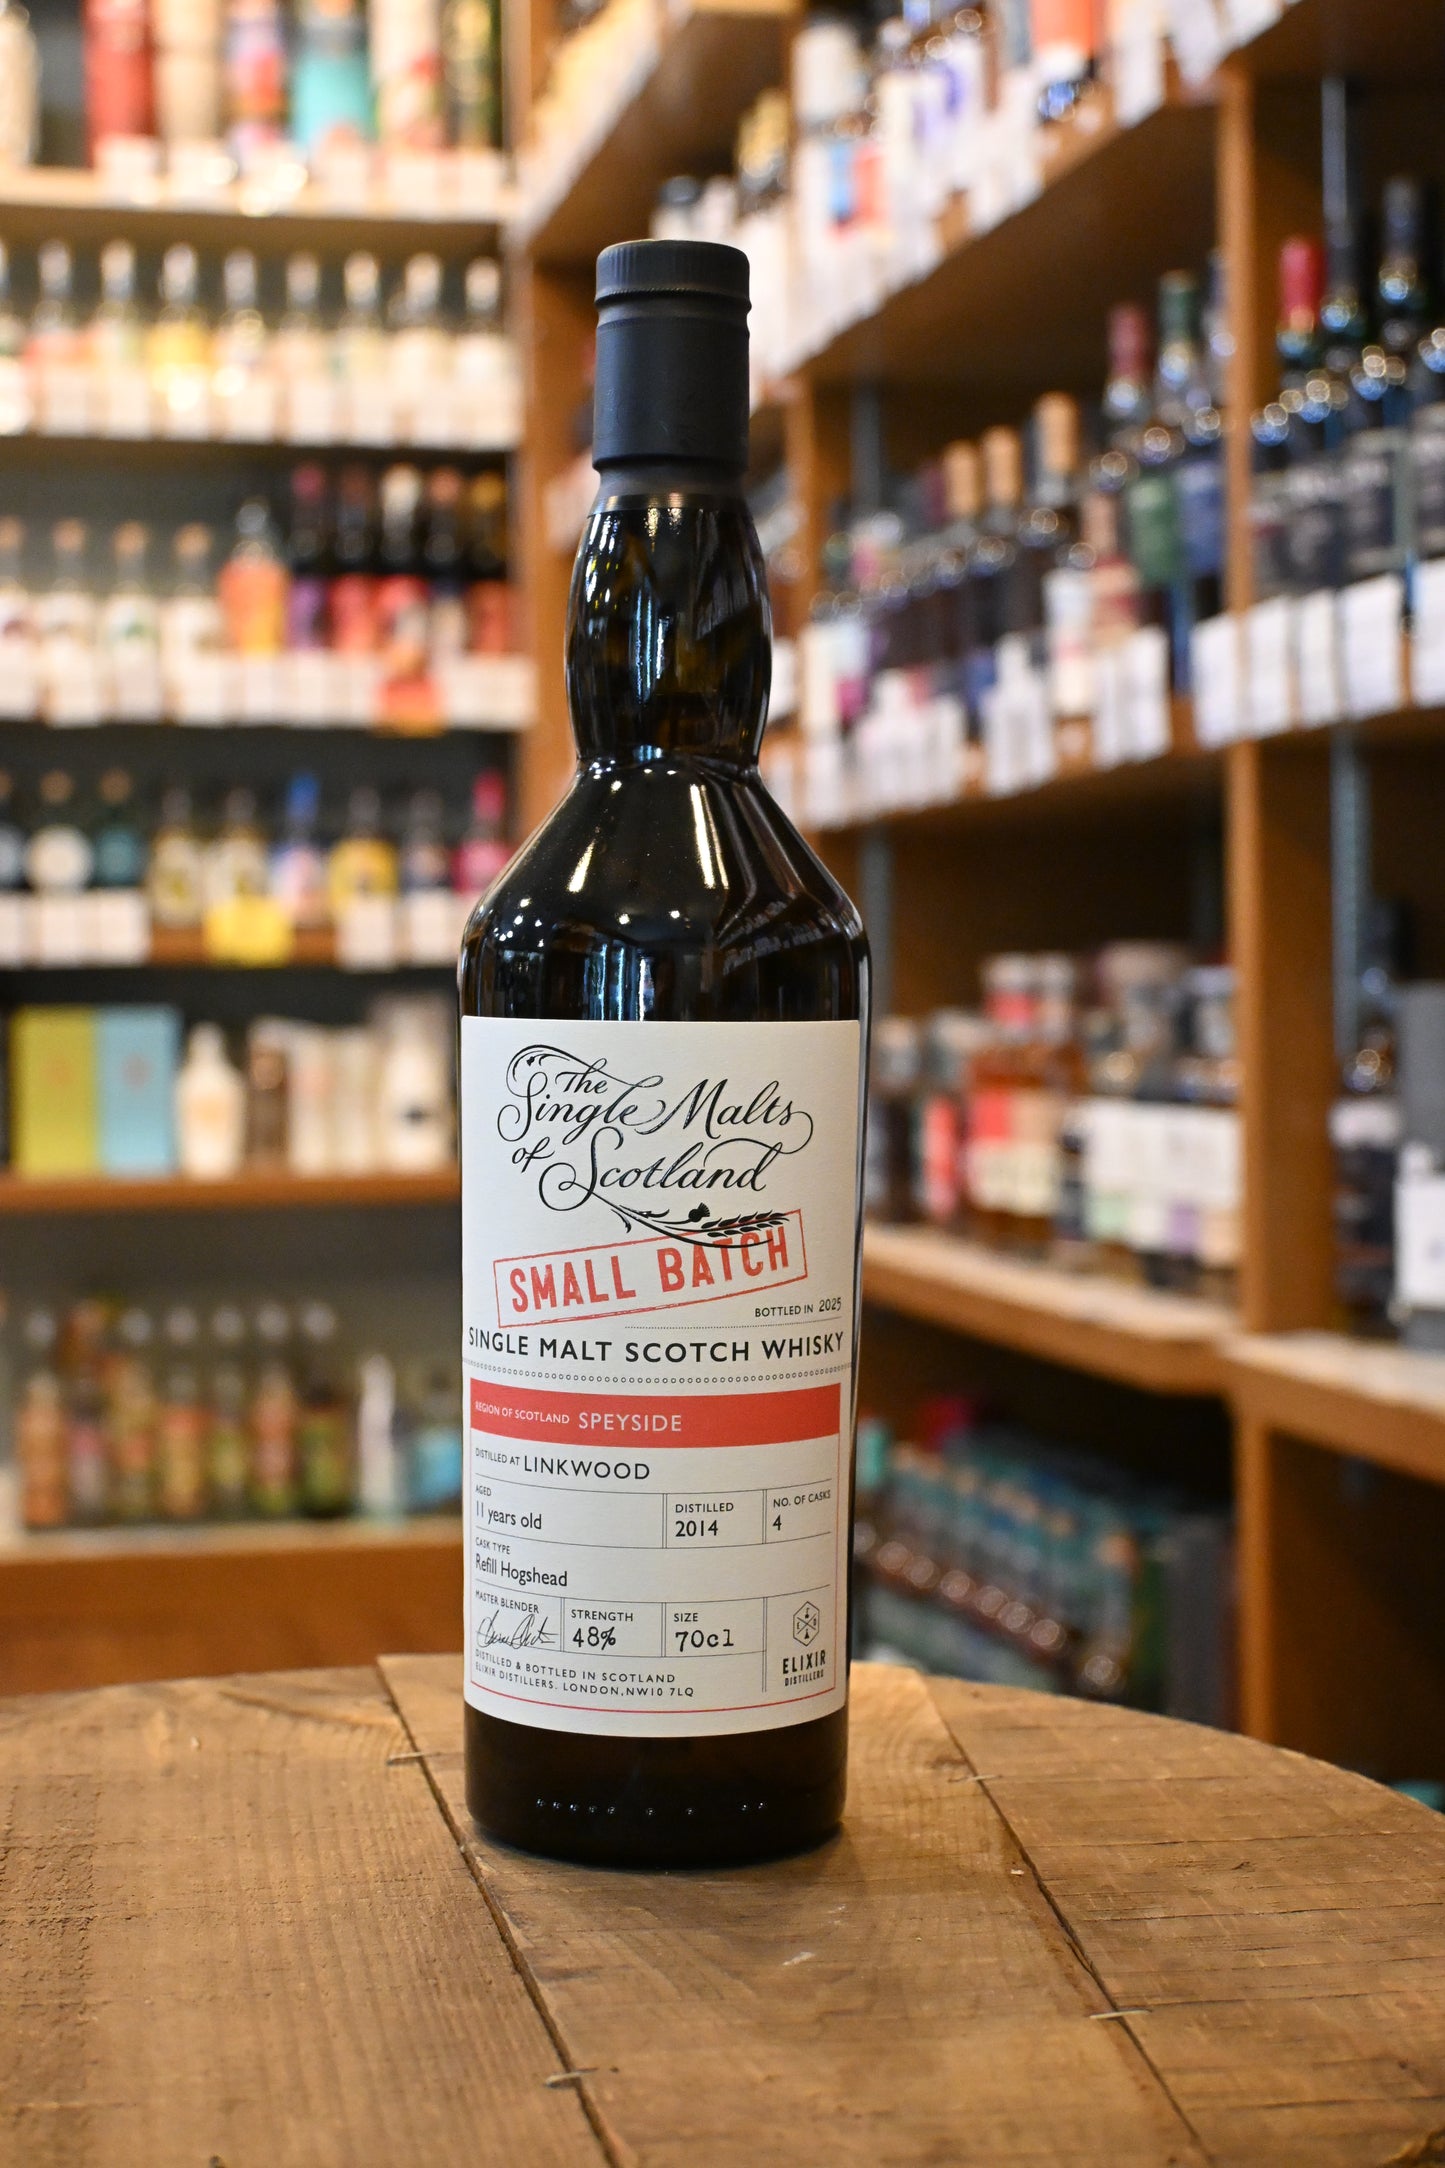 The
Single Malts
of Scotland
SMALL BATCH
BOTTLED IN 2025
SINGLE MALT SCOTCH WHISKY
REGION OF SCOTLAND SPEYSIDE
DISTILLED AT LINKWOOD
AGED
11 years old
DISTILLED
2014
NO. OF CASKS
4
CASK TYPE
Refill Hogshead
MASTER BLENDER
STRENGTH
48%
SIZE
70cl
DISTILLED & BOTTLED IN SCOTLAND
ELIXIR DISTILLERS. LONDON, NW10 7LQ
ELIXIR
DISTILLERS